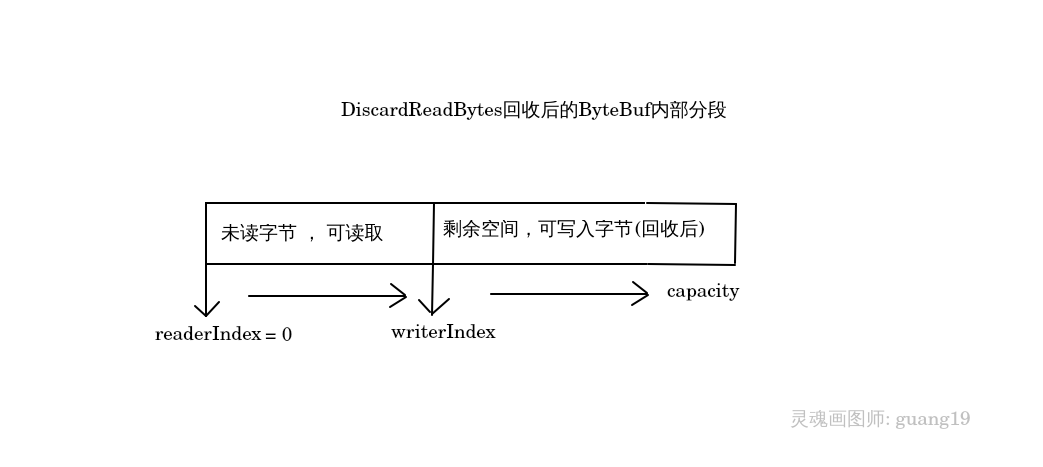 DiscardReadBytes回收后的ByteBuf内部分段
未读字节 ， 可读取
剩余空间，可写入字节(回收后)
capacity
readerIndex = 0
writerIndex
灵魂画图师: guang19